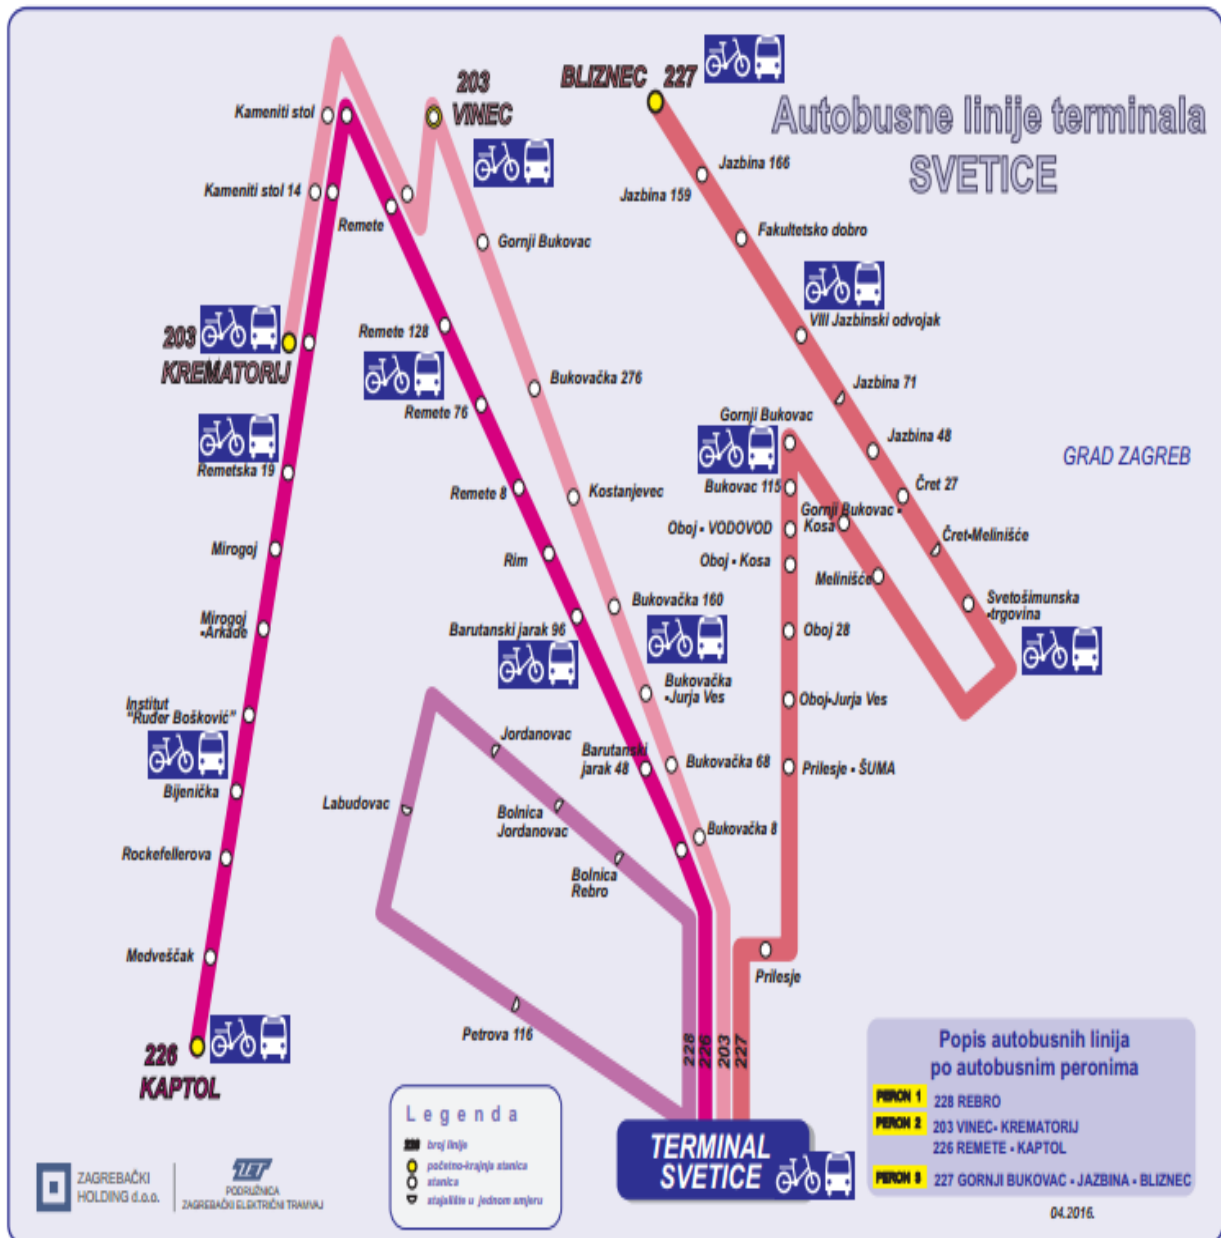 Autobusne linije terminala
SVETICE
BLIZNEC 227
203
VINEC
Kameniti stol
Kameniti stol 14
Remete
Gornji Bukovac
203
KREMATORIJ
Remete 128
Remete 76
Bukovačka 276
Remetska 19
Remete 8
Kostanjevec
Mirogoj
Rim
Mirogoj
-Arkade
Barutanski jarak 96
Bukovačka 160
Bukovačka
-Jurja Ves
Institut
"Ruđer Bošković"
Bijenička
Jordanovac
Barutanski
jarak 48
Bukovačka 68
Labudovac
Bolnica
Jordanovac
Bukovačka 8
Rockefellerova
Bolnica
Rebro
Medveščak
Petrova 116
226
KAPTOL
Jazbina 166
Jazbina 159
Fakultetsko dobro
VIII Jazbinski odvojak
Jazbina 71
Gornji Bukovac
Jazbina 48
GRAD ZAGREB
Bukovac 115
Čret 27
Gornji Bukovac -
Kosa
Oboj - VODOVOD
Čret-Melinišće
Oboj - Kosa
Melinišće
Svetošimunska
-trgovina
Oboj 28
Oboj-Jurja Ves
Prilesje - ŠUMA
Prilesje
228
226
203
227
TERMINAL
SVETICE
Legenda
broj linije
početno-krajnja stanica
stanica
stajalište u jednom smjeru
Popis autobusnih linija
po autobusnim peronima
PERON 1 228 REBRO
PERON 2 203 VINEC- KREMATORIJ
226 REMETE - KAPTOL
PERON 3 227 GORNJI BUKOVAC - JAZBINA - BLIZNEC
04.2016.
ZAGREBAČKI
HOLDING d.o.o.
ZET
PODRUŽNICA
ZAGREBAČKI ELEKTRIČNI TRAMVAJ